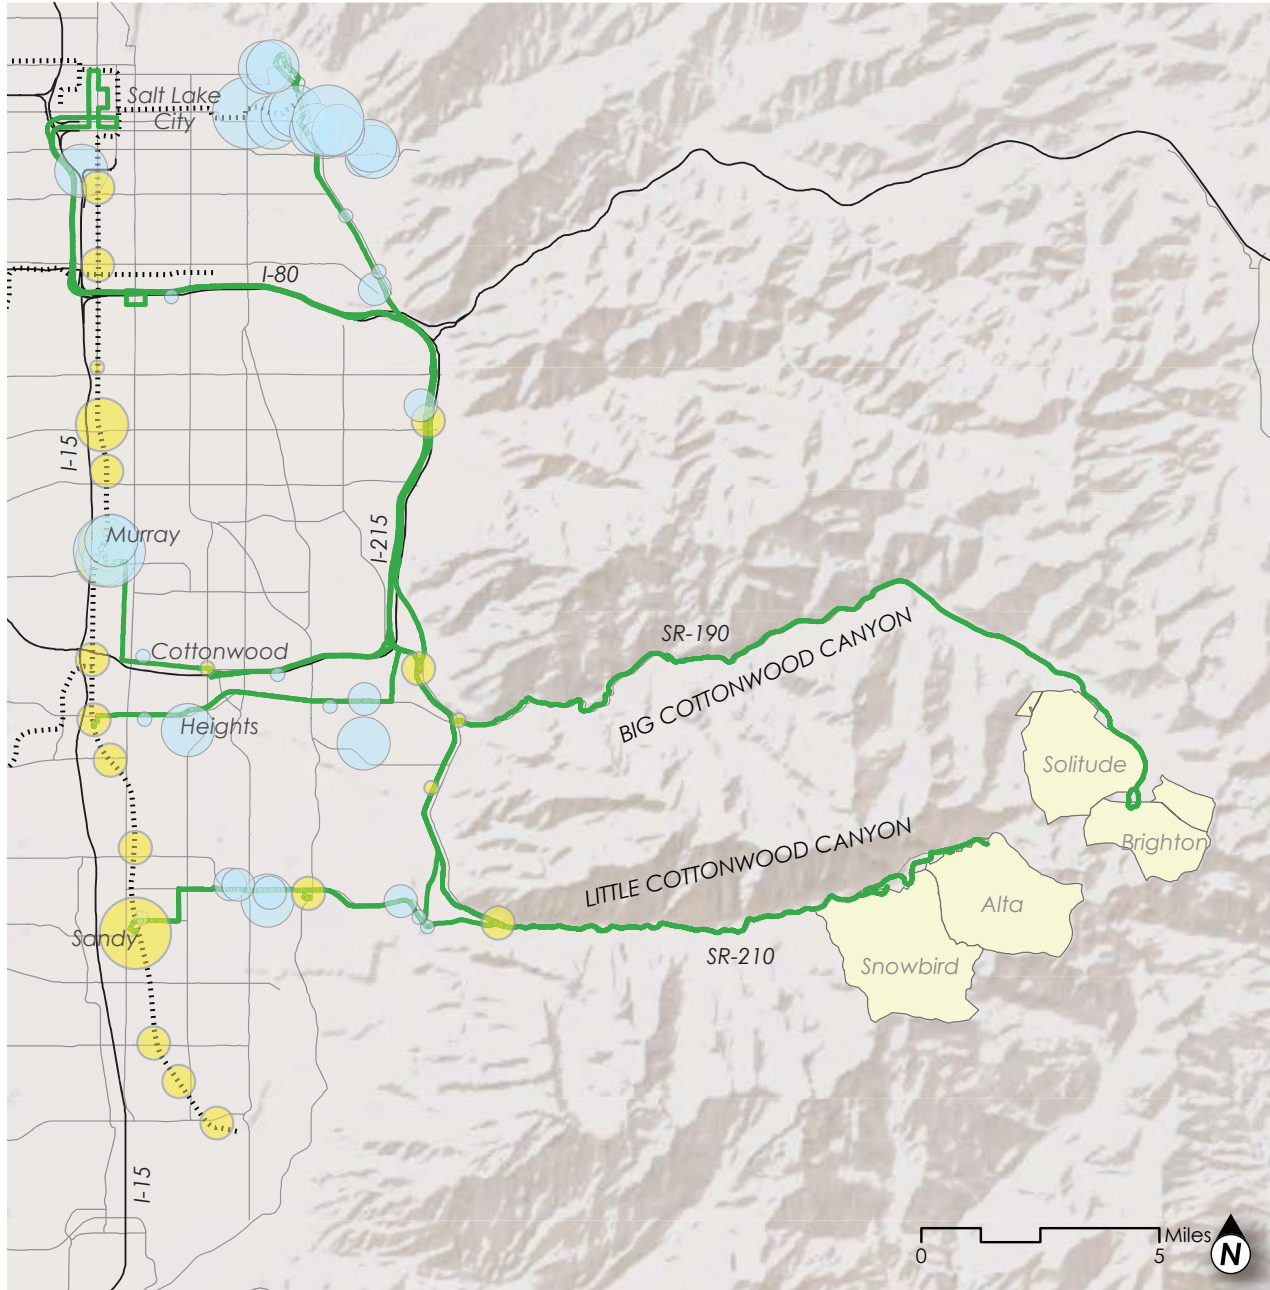 Salt Lake
City
I-80
I-15
Murray
I-215
Cottonwood
SR-190
BIG COTTONWOOD CANYON
Heights
Solitude
Brighton
LITTLE COTTONWOOD CANYON
Alta
Sandy
SR-210
Snowbird
I-15
Miles
0
5
N